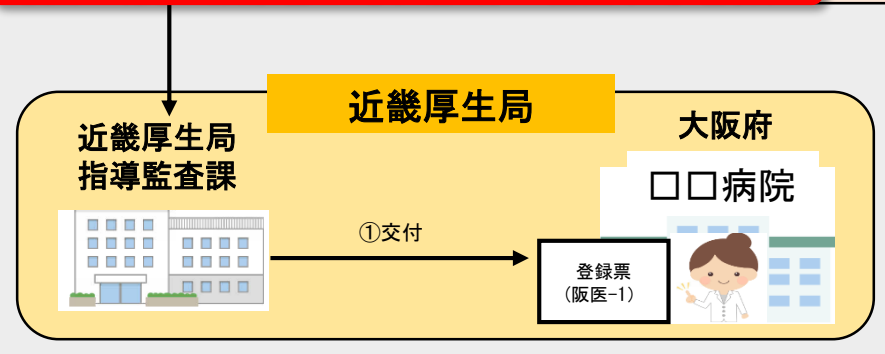 近畿厚生局
近畿厚生局
指導監査課
大阪府
□□病院
①交付
登録票
(阪医-1)